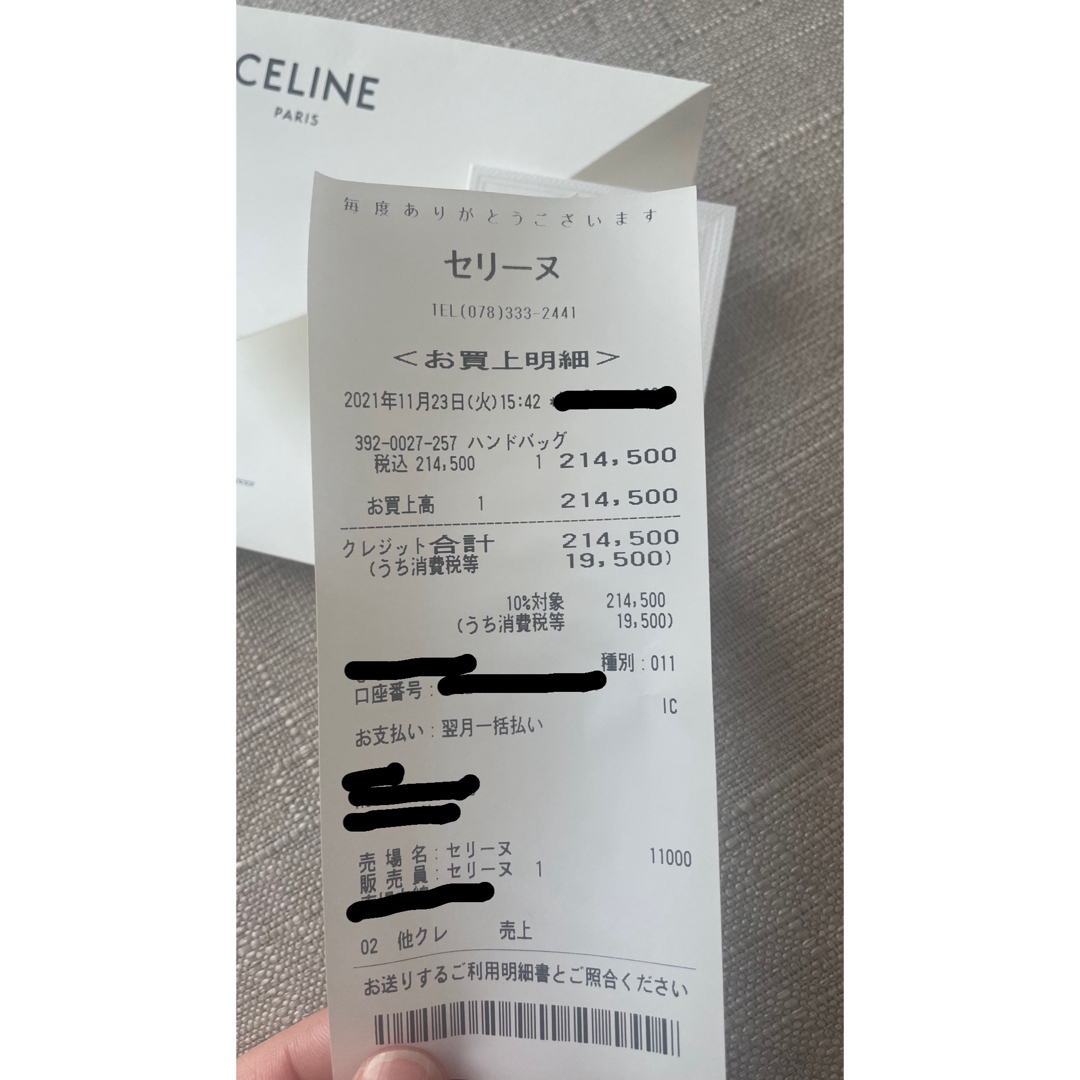 CELINE
PARIS
毎度ありがとうございます
セリーヌ
TEL(078)333-2441
<お買上明細>
2021年11月23日(火)15:42
392-0027-257 ハンドバッグ
税込 214,500 1 214,500
お買上高 1 214,500
クレジット合計 214,500
(うち消費税等 19,500)
10%対象 214,500
(うち消費税等 19,500)
種別:011
口座番号:
IC
お支払い:翌月一括払い
売場名:セリーヌ 11000
販売員:セリーヌ 1
02 他クレ 売上
お送りするご利用明細書とご照合ください